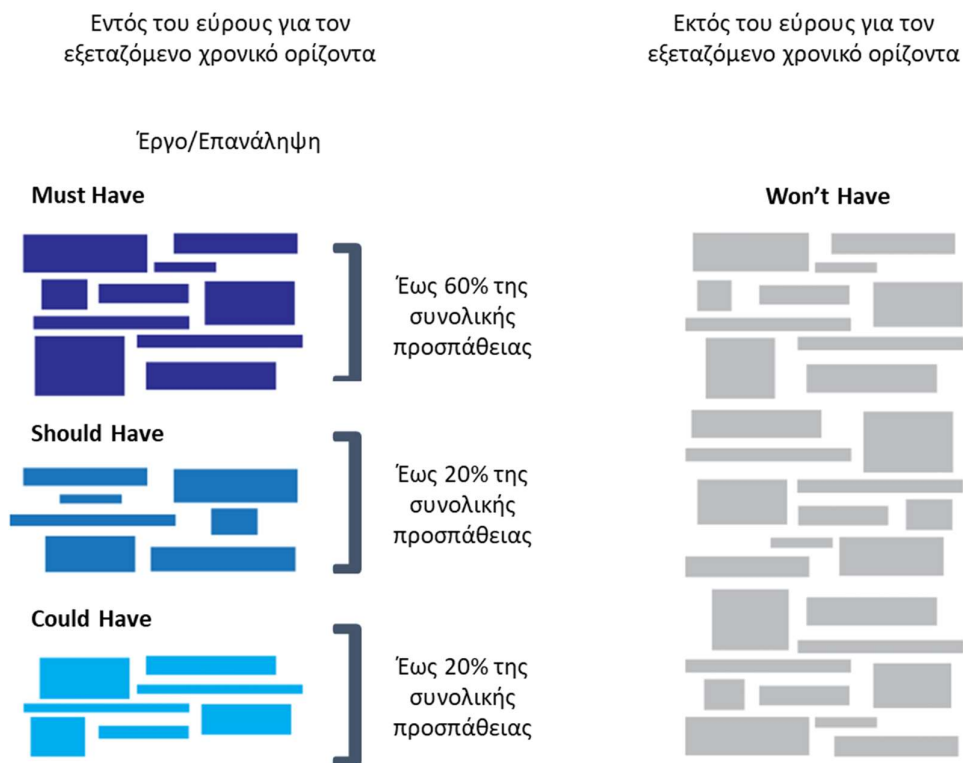 Εντός του εύρους για τον
εξεταζόμενο χρονικό ορίζοντα
Έργο/Επανάληψη
Must Have
Έως 60% της
συνολικής
προσπάθειας
Should Have
Έως 20% της
συνολικής
προσπάθειας
Could Have
Έως 20% της
συνολικής
προσπάθειας
Εκτός του εύρους για τον
εξεταζόμενο χρονικό ορίζοντα
Won’t Have